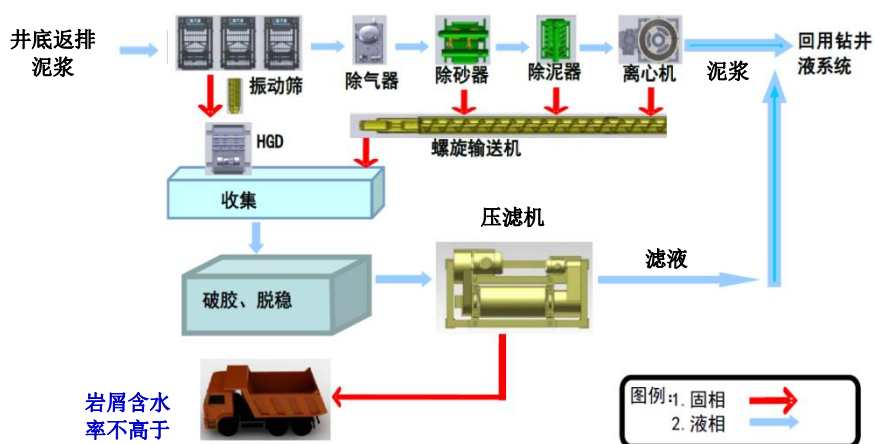 井底返排
泥浆
振动筛
除气器
除砂器
除泥器
离心机
泥浆
回用钻井
液系统
HGD
螺旋输送机
收集
压滤机
滤液
破胶、脱稳
岩屑含水
率不高于
图例:1. 固相
2. 液相